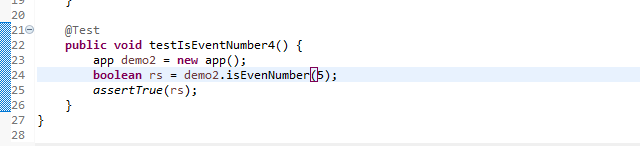 19 }
20
21 @Test
22 public void testIsEventNumber4() {
23 app demo2 = new app();
24 boolean rs = demo2.isEvenNumber(5);
25 assertTrue(rs);
26 }
27 }
28